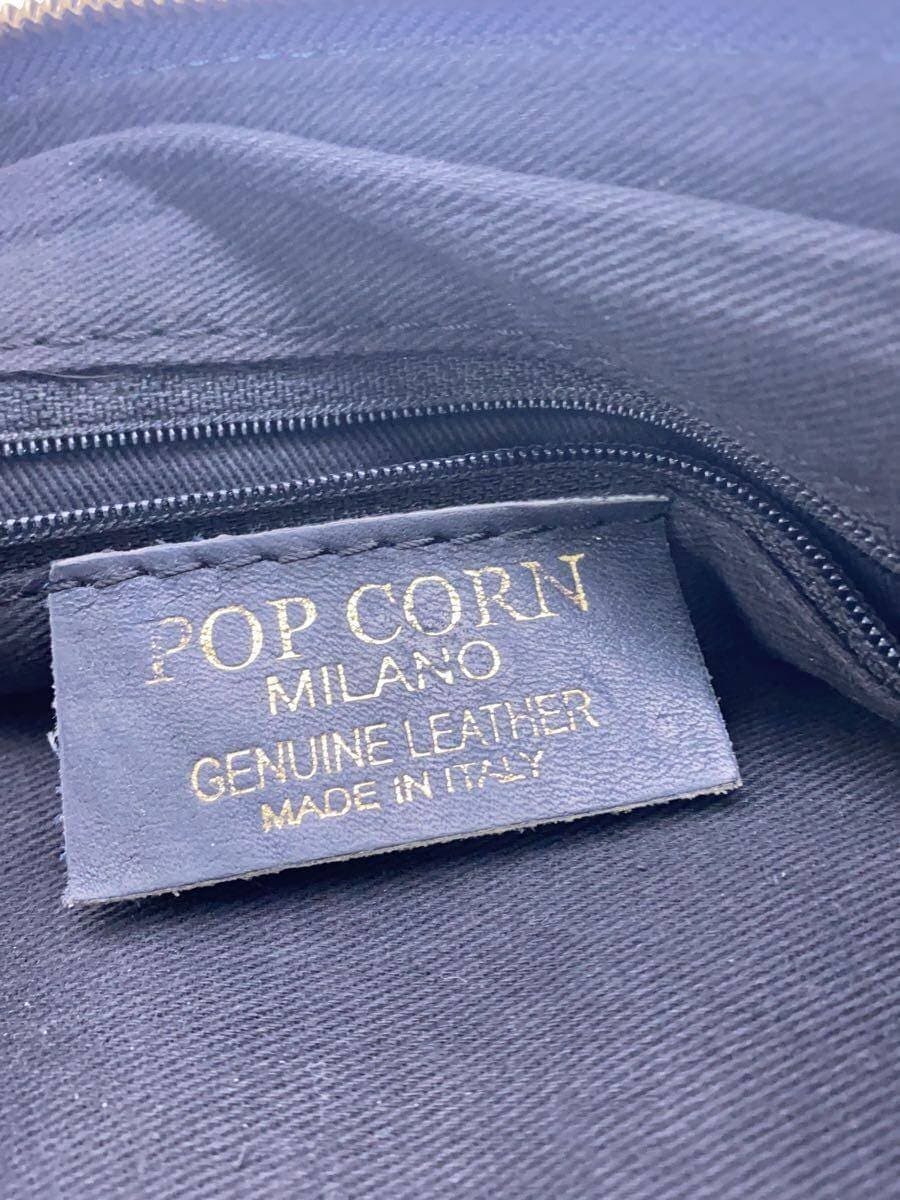 POP CORN
MILANO
GENUINE LEATHER
MADE IN ITALY